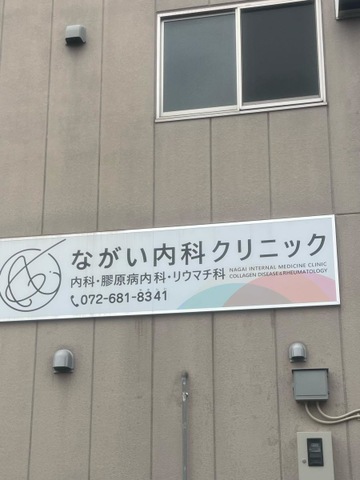 ながい内科クリニック
内科・膠原病内科・リウマチ科
NAGAI INTERNAL MEDICINE CLINIC
COLLAGEN DISEASE&RHEUMATOLOGY
072-681-8341